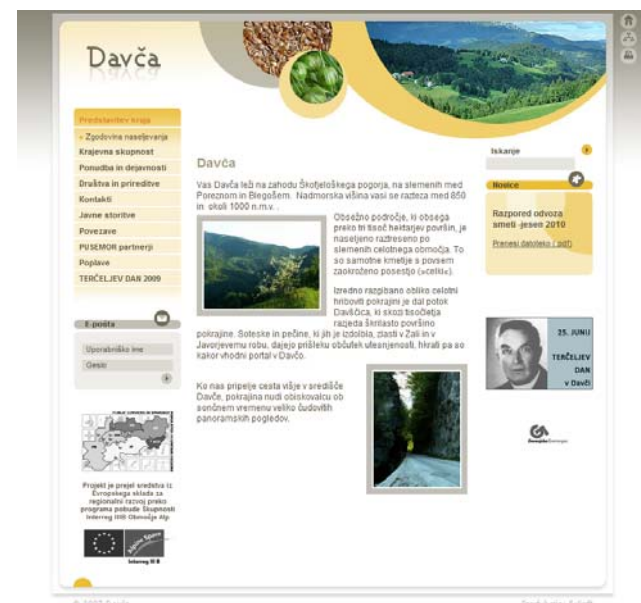 Davča
Predstavitev kraja
» Zgodovina naseljevanja
Krajevna skupnost
Ponudba in dejavnosti
Društva in prireditve
Kontakti
Javne storitve
Povezave
PUSEMOR partnerji
Poplave
TERČELJEV DAN 2009
E-pošta
Uporabniško ime
Geslo
Projekt je prejel sredstva iz
Evropskega sklada za
regionalni razvoj preko
programa pobude Skupnosti
Interreg IIIB Območje Alp
Alpine Space
Interreg III B
Davča
Vas Davča leži na zahodu Škofjeloškega pogorja, na slemenih med
Poreznom in Blegošem. Nadmorska višina vasi se razteza med 850
in okoli 1000 n.m.v. .
Obsežno področje, ki obsega
preko tri tisoč hektarjev površin, je
naseljeno raztreseno po
slemenih celotnega območja. To
so samotne kmetije s povsem
zaokroženo posestjo (»celki«).
Izredno razgibano obliko celotni
hriboviti pokrajini je dal potok
Davščica, ki skozi tisočletja
razjeda škrilasto površino
pokrajine. Soteske in pečine, ki jih je izdolbla, zlasti v Zali in v
Javorjevemu robu, dajejo prišleku občutek utesnjenosti, hkrati pa so
kakor vhodni portal v Davčo.
Ko nas pripelje cesta višje v središče
Davče, pokrajina nudi obiskovalcu ob
sončnem vremenu veliko čudovitih
panoramskih pogledov.
Iskanje
Novice
Razpored odvoza
smeti -jesen 2010
Prenesi datoteko (.pdf)
25. JUNIJ
TERČELJEV
DAN
v Davči